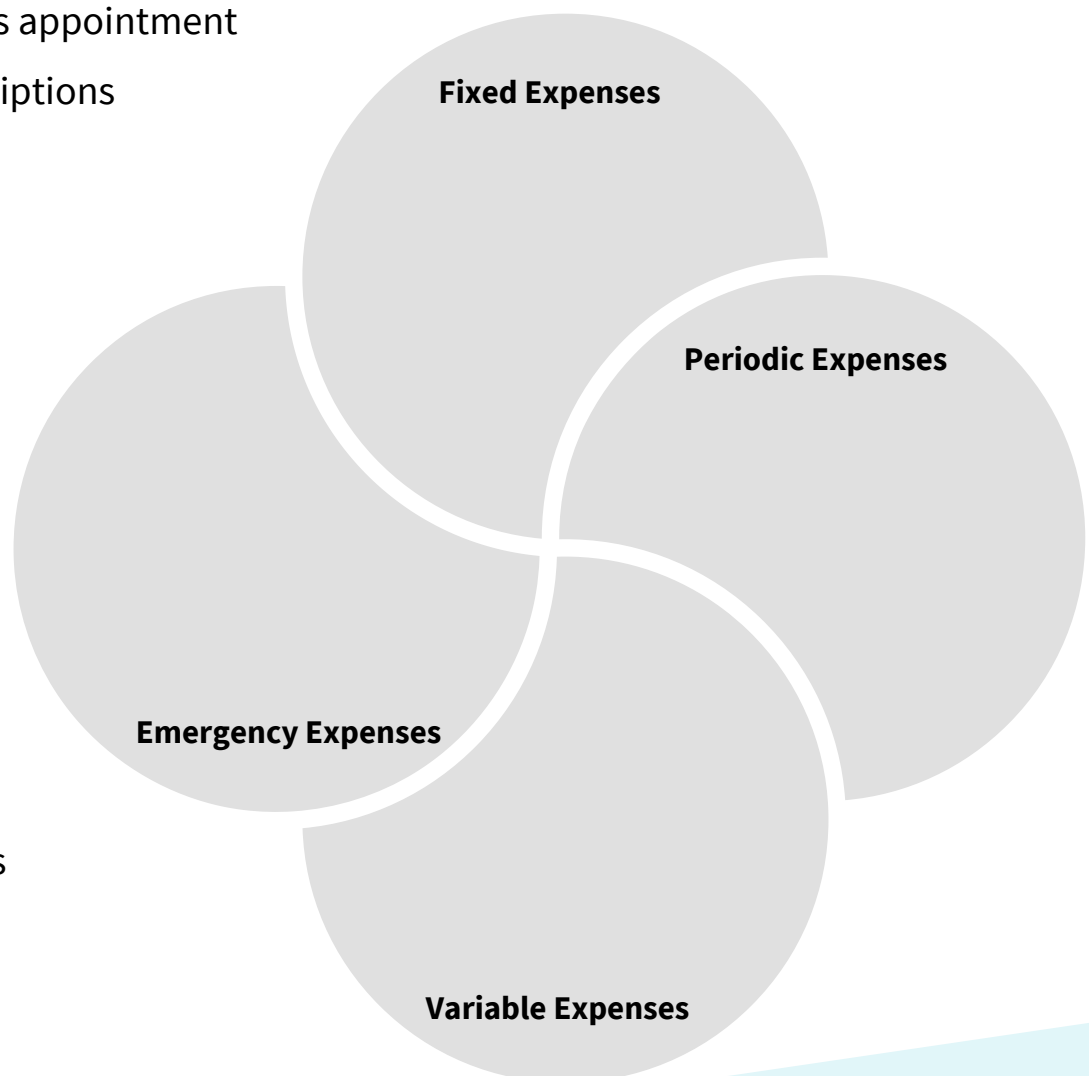 s appointment
iptions
Fixed Expenses
Periodic Expenses
Emergency Expenses
s
Variable Expenses